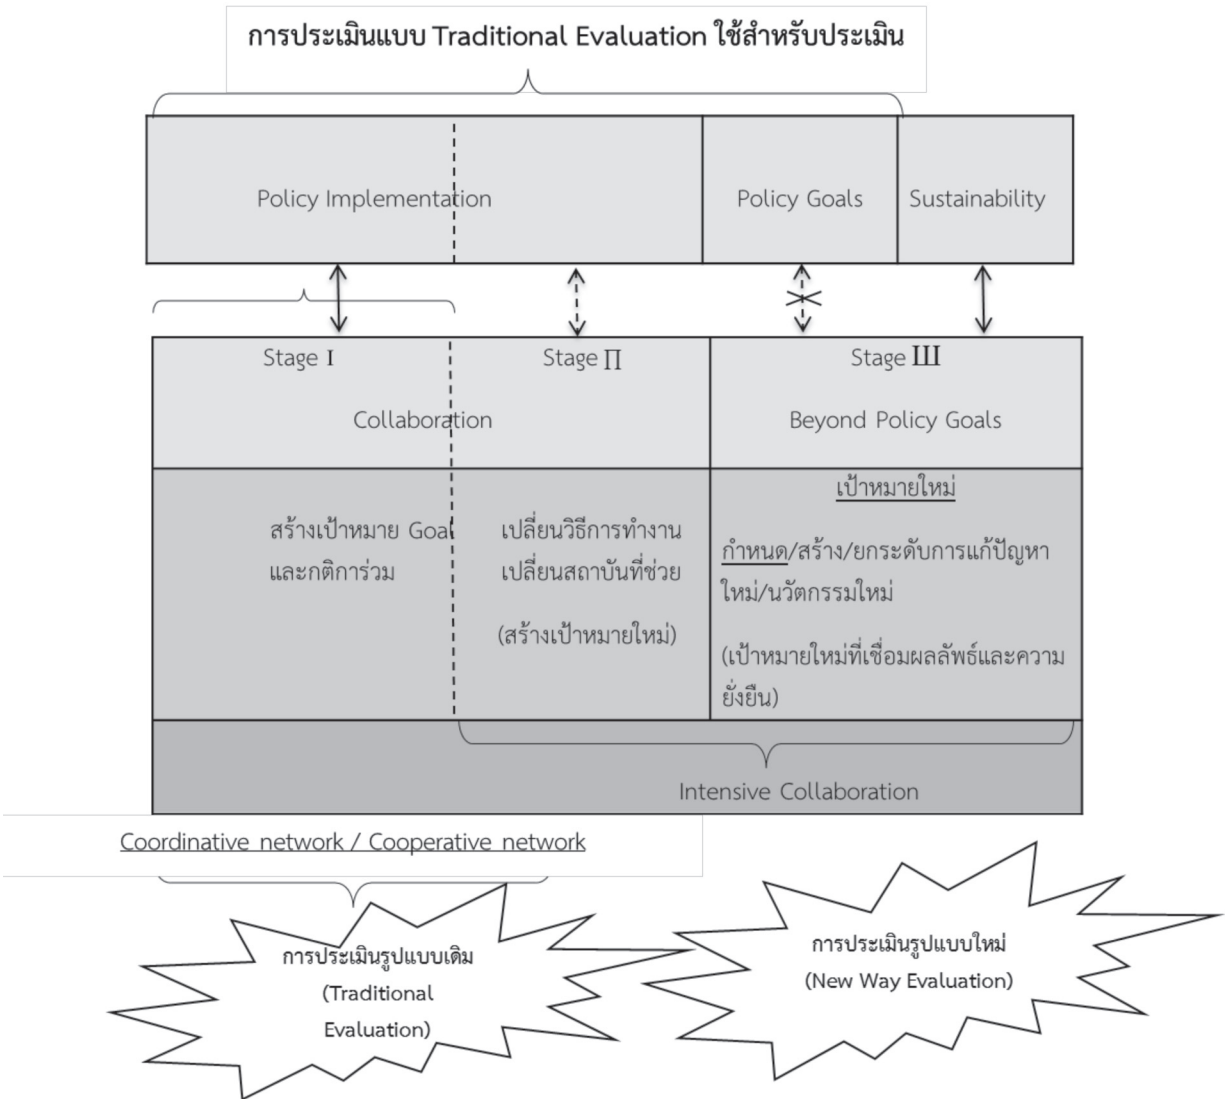 การประเมินแบบ Traditional Evaluation ใช้สำหรับประเมิน
Policy Implementation
Policy Goals
Sustainability
Stage I
Stage II
Stage III
Collaboration
Beyond Policy Goals
สร้างเป้าหมาย Goal
และกติการ่วม
เปลี่ยนวิธีการทำงาน
เปลี่ยนสถาบันที่ช่วย
(สร้างเป้าหมายใหม่)
เป้าหมายใหม่
กำหนด/สร้าง/ยกระดับการแก้ปัญหา
ใหม่/นวัตกรรมใหม่
(เป้าหมายใหม่ที่เชื่อมผลลัพธ์และความ
ยั่งยืน)
Intensive Collaboration
Coordinative network / Cooperative network
การประเมินรูปแบบเดิม
(Traditional
Evaluation)
การประเมินรูปแบบใหม่
(New Way Evaluation)